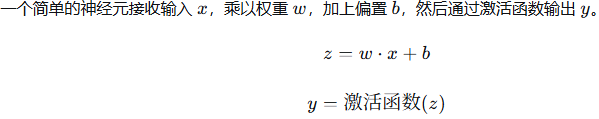 一个简单的神经元接收输入 x，乘以权重 w，加上偏置 b，然后通过激活函数输出 y。
z = w · x + b
y = 激活函数(z)